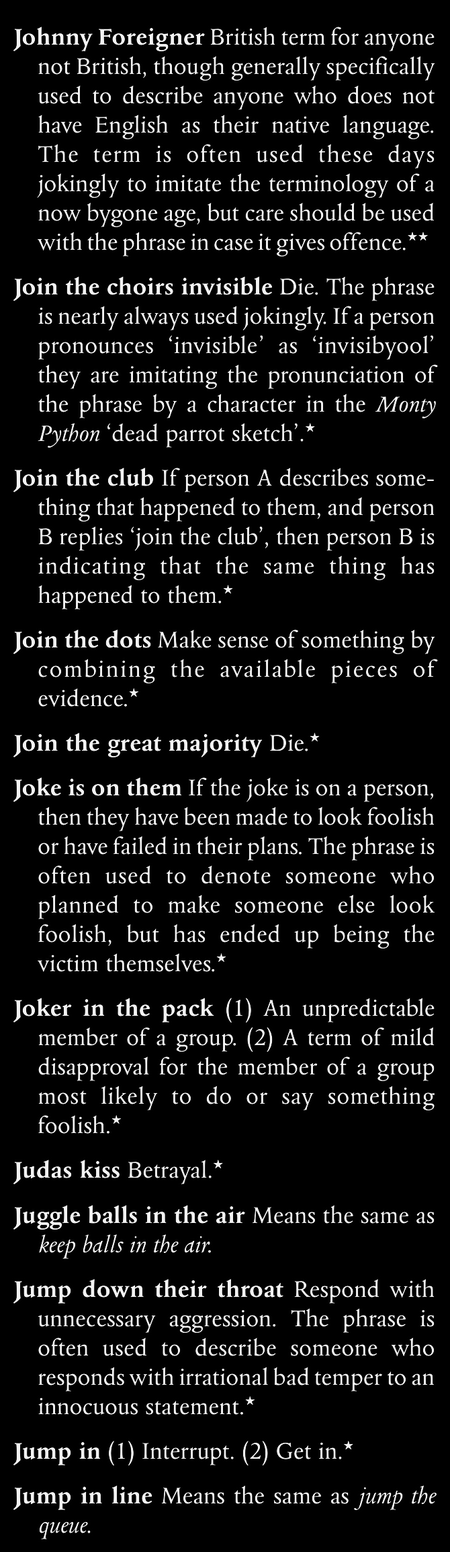 Johnny Foreigner British term for anyone
not British, though generally specifically
used to describe anyone who does not
have English as their native language.
The term is often used these days
jokingly to imitate the terminology of a
now bygone age, but care should be used
with the phrase in case it gives offence.★★
Join the choirs invisible Die. The phrase
is nearly always used jokingly. If a person
pronounces ‘invisible’ as ‘invisibyool’
they are imitating the pronunciation of
the phrase by a character in the Monty
Python ‘dead parrot sketch’.★
Join the club If person A describes some-
thing that happened to them, and person
B replies ‘join the club’, then person B is
indicating that the same thing has
happened to them.★
Join the dots Make sense of something by
combining the available pieces of
evidence.★
Join the great majority Die.★
Joke is on them If the joke is on a person,
then they have been made to look foolish
or have failed in their plans. The phrase is
often used to denote someone who
planned to make someone else look
foolish, but has ended up being the
victim themselves.★
Joker in the pack (1) An unpredictable
member of a group. (2) A term of mild
disapproval for the member of a group
most likely to do or say something
foolish.★
Judas kiss Betrayal.★
Juggle balls in the air Means the same as
keep balls in the air.
Jump down their throat Respond with
unnecessary aggression. The phrase is
often used to describe someone who
responds with irrational bad temper to an
innocuous statement.★
Jump in (1) Interrupt. (2) Get in.★
Jump in line Means the same as jump the
queue.